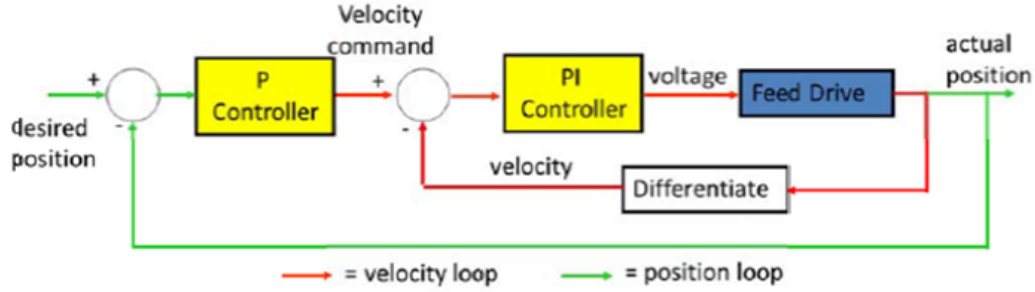 Velocity
command
actual
position
+
P
Controller
+
PI
Controller
voltage
Feed Drive
desired
position
-
-
velocity
Differentiate
= velocity loop
= position loop